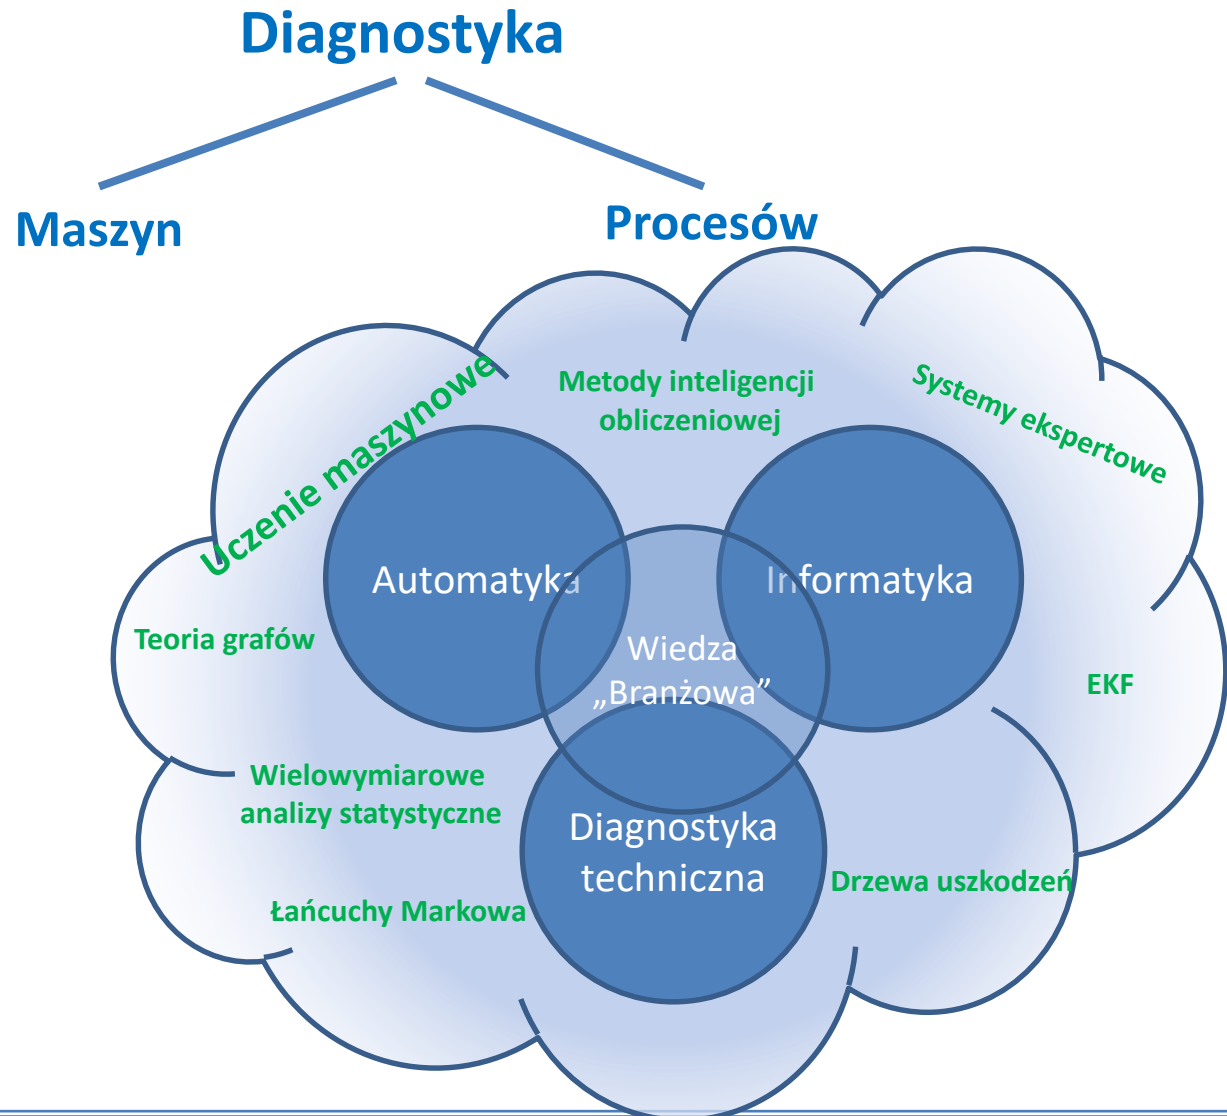 Diagnostyka
Maszyn
Procesów
Uczenie maszynowe
Metody inteligencji
obliczeniowej
Systemy ekspertowe
Automatyka
Informatyka
Teoria grafów
Wiedza
„Branżowa”
EKF
Wielowymiarowe
analizy statystyczne
Diagnostyka
techniczna
Drzewa uszkodzeń
Łańcuchy Markowa